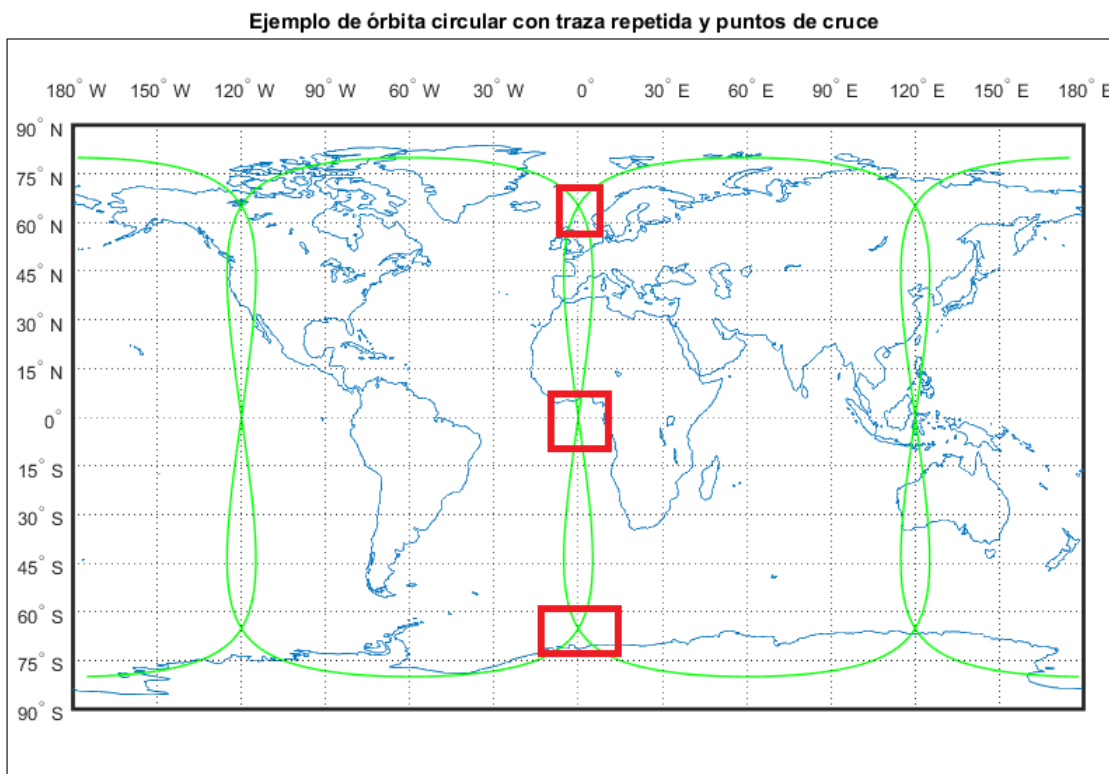 Ejemplo de órbita circular con traza repetida y puntos de cruce
180° W 150° W 120° W 90° W 60° W 30° W 0° 30° E 60° E 90° E 120° E 150° E 180° E
90° N
75° N
60° N
45° N
30° N
15° N
0°
15° S
30° S
45° S
60° S
75° S
90° S